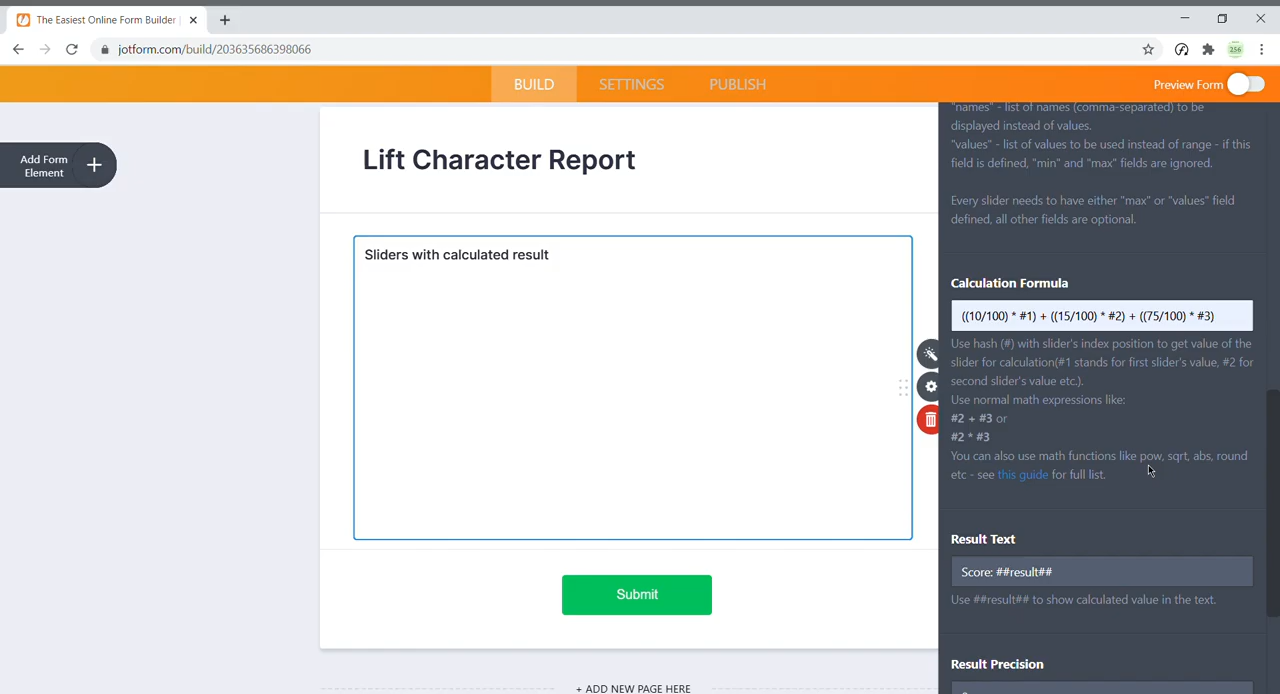 The Easiest Online Form Builder
jotform.com/build/203635686398066
256
BUILD
SETTINGS
PUBLISH
Preview Form
Add Form
Element
Lift Character Report
Sliders with calculated result
Submit
+ ADD NEW PAGE HERE
"names" - list of names (comma-separated) to be
displayed instead of values.
"values" - list of values to be used instead of range - if this
field is defined, "min" and "max" fields are ignored.
Every slider needs to have either "max" or "values" field
defined, all other fields are optional.
Calculation Formula
((10/100) * #1) + ((15/100) * #2) + ((75/100) * #3)
Use hash (#) with slider's index position to get value of the
slider for calculation(#1 stands for first slider's value, #2 for
second slider's value etc.).
Use normal math expressions like:
#2 + #3 or
#2 * #3
You can also use math functions like pow, sqrt, abs, round
etc - see this guide for full list.
Result Text
Score: ##result##
Use ##result## to show calculated value in the text.
Result Precision